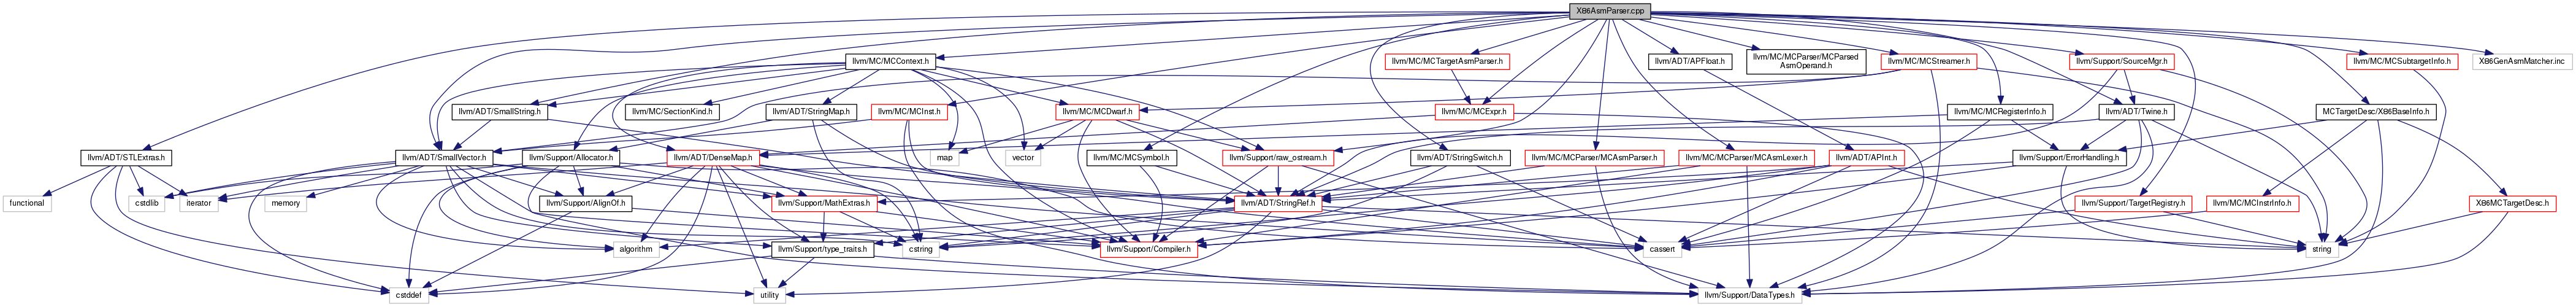 X86AsmParser.cpp
llvm/MC/MCContext.h
llvm/MC/MCTargetAsmParser.h
llvm/ADT/APFloat.h
llvm/MC/MCParser/MCParsed
AsmOperand.h
llvm/MC/MCStreamer.h
llvm/Support/SourceMgr.h
llvm/MC/MCSubtargetInfo.h
X86GenAsmMatcher.inc
llvm/ADT/SmallString.h
llvm/MC/SectionKind.h
llvm/ADT/StringMap.h
llvm/MC/MCInst.h
llvm/MC/MCDwarf.h
llvm/MC/MCExpr.h
llvm/MC/MCRegisterInfo.h
llvm/ADT/Twine.h
MCTargetDesc/X86BaseInfo.h
llvm/ADT/STLExtras.h
llvm/ADT/SmallVector.h
llvm/Support/Allocator.h
llvm/ADT/DenseMap.h
map
vector
llvm/MC/MCSymbol.h
llvm/Support/raw_ostream.h
llvm/ADT/StringSwitch.h
llvm/MC/MCParser/MCAsmParser.h
llvm/MC/MCParser/MCAsmLexer.h
llvm/ADT/APInt.h
llvm/Support/ErrorHandling.h
functional
cstdlib
iterator
memory
llvm/Support/AlignOf.h
llvm/Support/MathExtras.h
llvm/ADT/StringRef.h
llvm/Support/TargetRegistry.h
llvm/MC/MCInstrInfo.h
X86MCTargetDesc.h
algorithm
llvm/Support/type_traits.h
cstring
llvm/Support/Compiler.h
cassert
string
cstddef
utility
llvm/Support/DataTypes.h